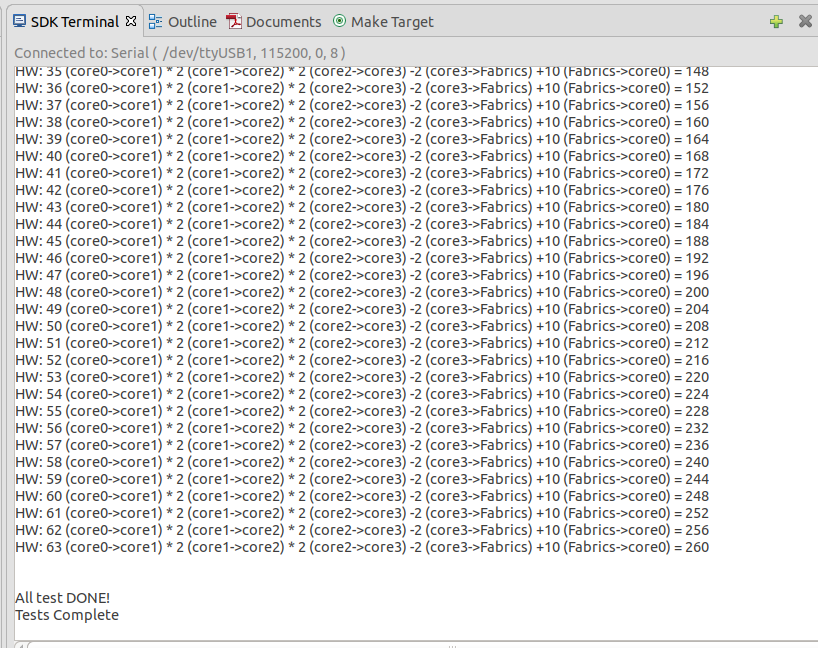 SDK Terminal Outline Documents Make Target
Connected to: Serial ( /dev/ttyUSB1, 115200, 0, 8 )
HW: 35 (core0->core1) * 2 (core1->core2) * 2 (core2->core3) -2 (core3->Fabrics) +10 (Fabrics->core0) = 148
HW: 36 (core0->core1) * 2 (core1->core2) * 2 (core2->core3) -2 (core3->Fabrics) +10 (Fabrics->core0) = 152
HW: 37 (core0->core1) * 2 (core1->core2) * 2 (core2->core3) -2 (core3->Fabrics) +10 (Fabrics->core0) = 156
HW: 38 (core0->core1) * 2 (core1->core2) * 2 (core2->core3) -2 (core3->Fabrics) +10 (Fabrics->core0) = 160
HW: 39 (core0->core1) * 2 (core1->core2) * 2 (core2->core3) -2 (core3->Fabrics) +10 (Fabrics->core0) = 164
HW: 40 (core0->core1) * 2 (core1->core2) * 2 (core2->core3) -2 (core3->Fabrics) +10 (Fabrics->core0) = 168
HW: 41 (core0->core1) * 2 (core1->core2) * 2 (core2->core3) -2 (core3->Fabrics) +10 (Fabrics->core0) = 172
HW: 42 (core0->core1) * 2 (core1->core2) * 2 (core2->core3) -2 (core3->Fabrics) +10 (Fabrics->core0) = 176
HW: 43 (core0->core1) * 2 (core1->core2) * 2 (core2->core3) -2 (core3->Fabrics) +10 (Fabrics->core0) = 180
HW: 44 (core0->core1) * 2 (core1->core2) * 2 (core2->core3) -2 (core3->Fabrics) +10 (Fabrics->core0) = 184
HW: 45 (core0->core1) * 2 (core1->core2) * 2 (core2->core3) -2 (core3->Fabrics) +10 (Fabrics->core0) = 188
HW: 46 (core0->core1) * 2 (core1->core2) * 2 (core2->core3) -2 (core3->Fabrics) +10 (Fabrics->core0) = 192
HW: 47 (core0->core1) * 2 (core1->core2) * 2 (core2->core3) -2 (core3->Fabrics) +10 (Fabrics->core0) = 196
HW: 48 (core0->core1) * 2 (core1->core2) * 2 (core2->core3) -2 (core3->Fabrics) +10 (Fabrics->core0) = 200
HW: 49 (core0->core1) * 2 (core1->core2) * 2 (core2->core3) -2 (core3->Fabrics) +10 (Fabrics->core0) = 204
HW: 50 (core0->core1) * 2 (core1->core2) * 2 (core2->core3) -2 (core3->Fabrics) +10 (Fabrics->core0) = 208
HW: 51 (core0->core1) * 2 (core1->core2) * 2 (core2->core3) -2 (core3->Fabrics) +10 (Fabrics->core0) = 212
HW: 52 (core0->core1) * 2 (core1->core2) * 2 (core2->core3) -2 (core3->Fabrics) +10 (Fabrics->core0) = 216
HW: 53 (core0->core1) * 2 (core1->core2) * 2 (core2->core3) -2 (core3->Fabrics) +10 (Fabrics->core0) = 220
HW: 54 (core0->core1) * 2 (core1->core2) * 2 (core2->core3) -2 (core3->Fabrics) +10 (Fabrics->core0) = 224
HW: 55 (core0->core1) * 2 (core1->core2) * 2 (core2->core3) -2 (core3->Fabrics) +10 (Fabrics->core0) = 228
HW: 56 (core0->core1) * 2 (core1->core2) * 2 (core2->core3) -2 (core3->Fabrics) +10 (Fabrics->core0) = 232
HW: 57 (core0->core1) * 2 (core1->core2) * 2 (core2->core3) -2 (core3->Fabrics) +10 (Fabrics->core0) = 236
HW: 58 (core0->core1) * 2 (core1->core2) * 2 (core2->core3) -2 (core3->Fabrics) +10 (Fabrics->core0) = 240
HW: 59 (core0->core1) * 2 (core1->core2) * 2 (core2->core3) -2 (core3->Fabrics) +10 (Fabrics->core0) = 244
HW: 60 (core0->core1) * 2 (core1->core2) * 2 (core2->core3) -2 (core3->Fabrics) +10 (Fabrics->core0) = 248
HW: 61 (core0->core1) * 2 (core1->core2) * 2 (core2->core3) -2 (core3->Fabrics) +10 (Fabrics->core0) = 252
HW: 62 (core0->core1) * 2 (core1->core2) * 2 (core2->core3) -2 (core3->Fabrics) +10 (Fabrics->core0) = 256
HW: 63 (core0->core1) * 2 (core1->core2) * 2 (core2->core3) -2 (core3->Fabrics) +10 (Fabrics->core0) = 260
All test DONE!
Tests Complete